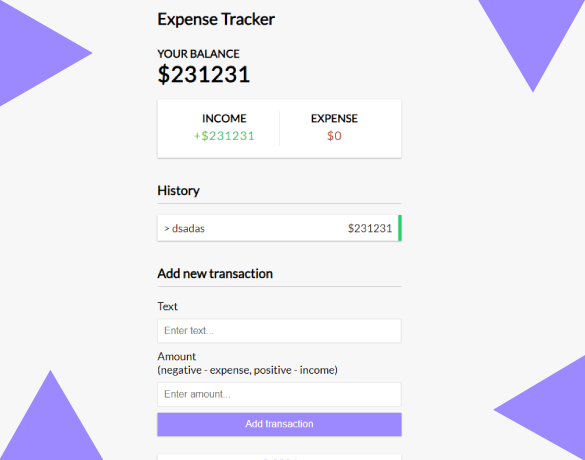 Expense Tracker
YOUR BALANCE
$231231
INCOME
EXPENSE
+$231231
$0
History
> dsadas $231231
Add new transaction
Text
Enter text...
Amount
(negative - expense, positive - income)
Enter amount...
Add transaction